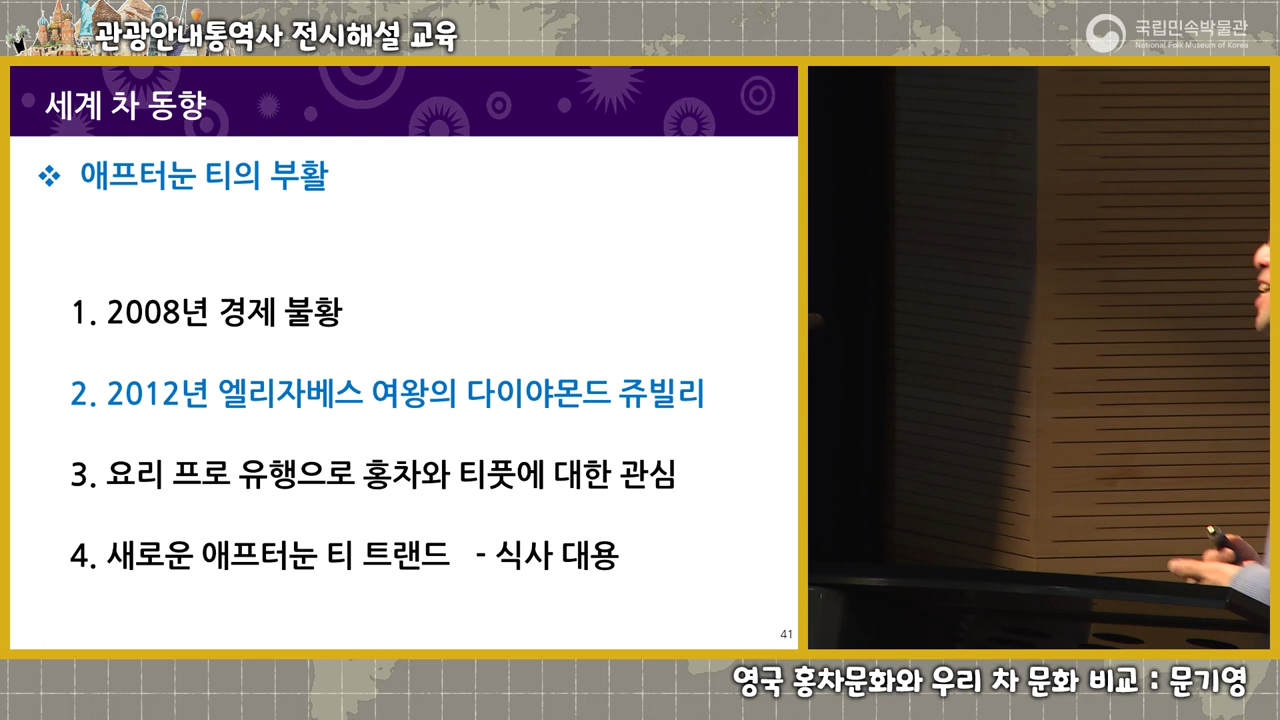 관광안내통역사 전시해설 교육
국립민속박물관
National Folk Museum of Korea
세계 차 동향
❖ 애프터눈 티의 부활
1. 2008년 경제 불황
2. 2012년 엘리자베스 여왕의 다이야몬드 쥬빌리
3. 요리 프로 유행으로 홍차와 티풋에 대한 관심
4. 새로운 애프터눈 티 트랜드 - 식사 대용
41
영국 홍차문화와 우리 차 문화 비교 : 문기영